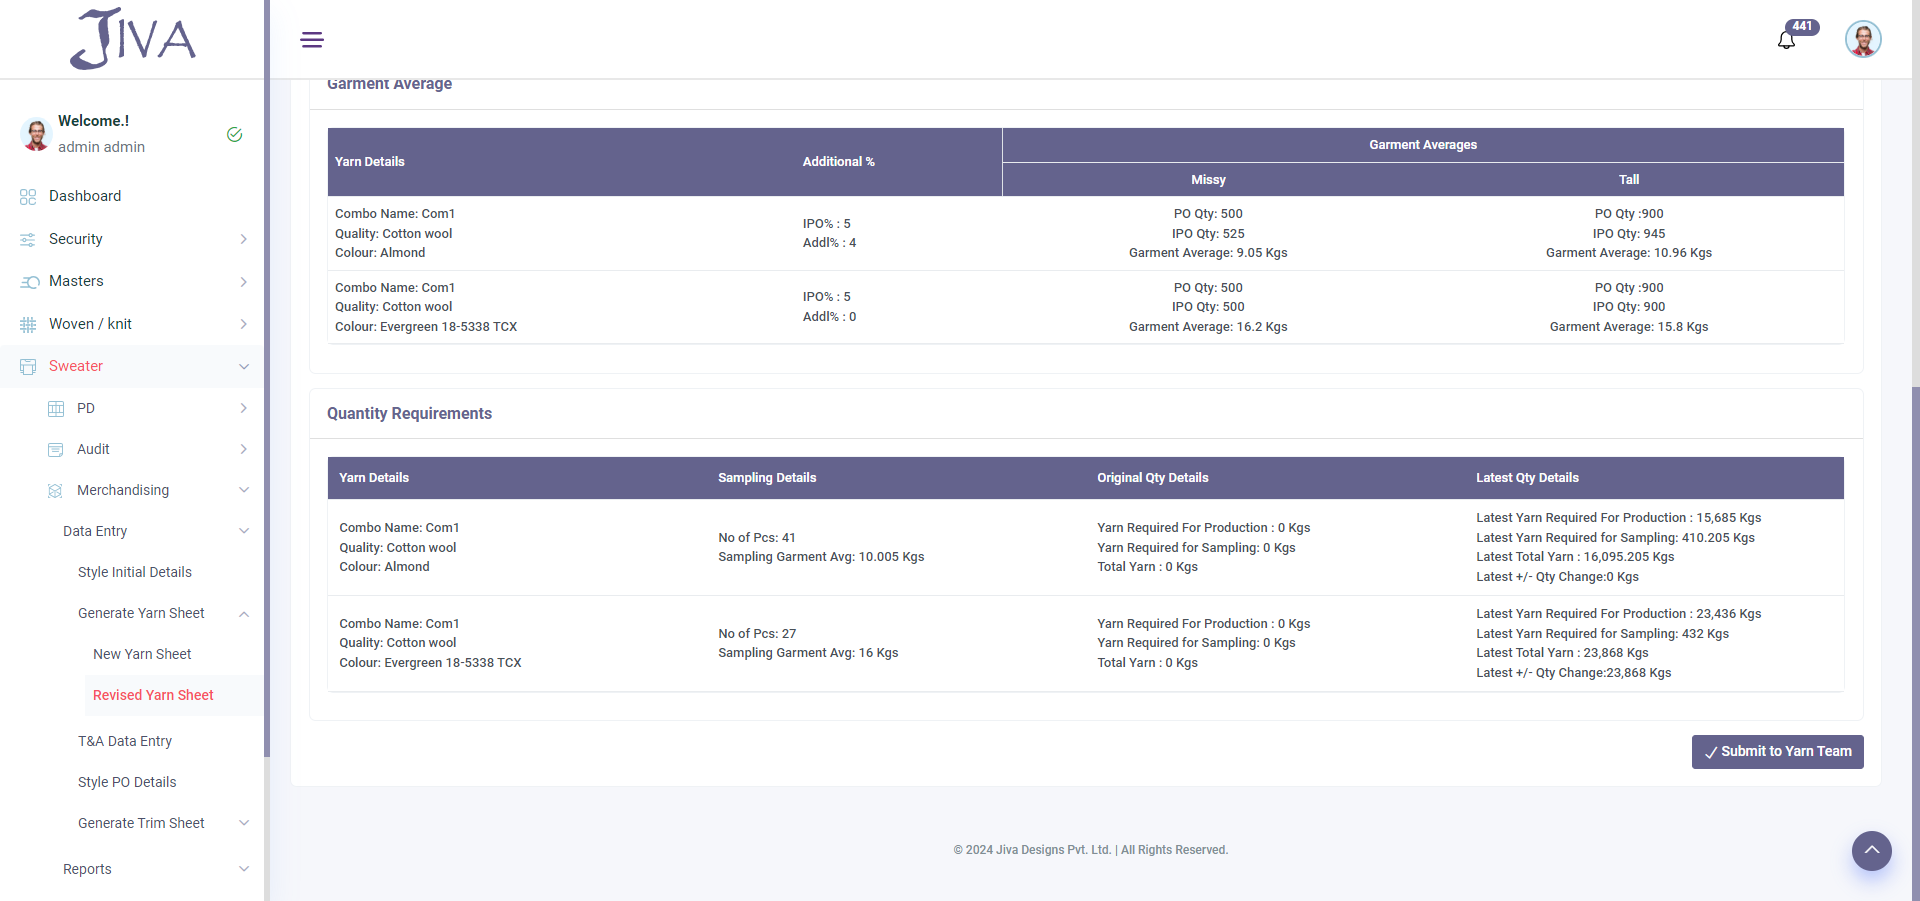 JIVA
441
Welcome.!
admin admin
Dashboard
Security
Masters
Woven / knit
Sweater
PD
Audit
Merchandising
Data Entry
Style Initial Details
Generate Yarn Sheet
New Yarn Sheet
Revised Yarn Sheet
T&A Data Entry
Style PO Details
Generate Trim Sheet
Reports
Garment Average
Yarn Details
Additional %
Garment Averages
Missy
Tall
Combo Name: Com1
Quality: Cotton wool
Colour: Almond
IPO% : 5
Addl% : 4
PO Qty: 500
IPO Qty: 525
Garment Average: 9.05 Kgs
PO Qty :900
IPO Qty: 945
Garment Average: 10.96 Kgs
Combo Name: Com1
Quality: Cotton wool
Colour: Evergreen 18-5338 TCX
IPO% : 5
Addl% : 0
PO Qty: 500
IPO Qty: 500
Garment Average: 16.2 Kgs
PO Qty :900
IPO Qty: 900
Garment Average: 15.8 Kgs
Quantity Requirements
Yarn Details
Sampling Details
Original Qty Details
Latest Qty Details
Combo Name: Com1
Quality: Cotton wool
Colour: Almond
No of Pcs: 41
Sampling Garment Avg: 10.005 Kgs
Yarn Required For Production : 0 Kgs
Yarn Required for Sampling: 0 Kgs
Total Yarn : 0 Kgs
Latest Yarn Required For Production : 15,685 Kgs
Latest Yarn Required for Sampling: 410.205 Kgs
Latest Total Yarn : 16,095.205 Kgs
Latest +/- Qty Change:0 Kgs
Combo Name: Com1
Quality: Cotton wool
Colour: Evergreen 18-5338 TCX
No of Pcs: 27
Sampling Garment Avg: 16 Kgs
Yarn Required For Production : 0 Kgs
Yarn Required for Sampling: 0 Kgs
Total Yarn : 0 Kgs
Latest Yarn Required For Production : 23,436 Kgs
Latest Yarn Required for Sampling: 432 Kgs
Latest Total Yarn : 23,868 Kgs
Latest +/- Qty Change:23,868 Kgs
Submit to Yarn Team
© 2024 Jiva Designs Pvt. Ltd. | All Rights Reserved.